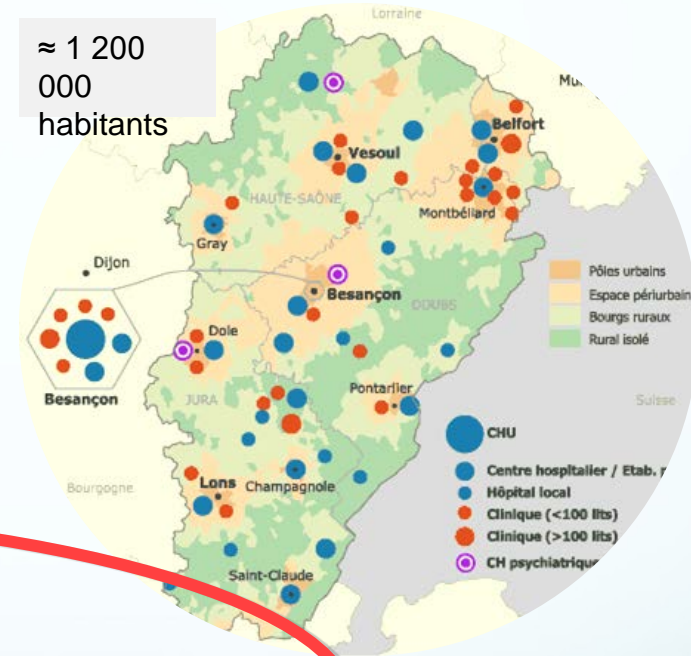 ≈ 1 200
000
habitants
Lorraine
Belfort
Vesoul
HAUTE-SAÔNE
Montbéliard
Gray
Dijon
Besançon
DOUBS
Pôles urbains
Espace périurbain
Bourgs ruraux
Rural isolé
Dole
Besançon
JURA
Pontarlier
Suisse
CHU
Centre hospitalier / Etab.
Hôpital local
Clinique (<100 lits)
Clinique (>100 lits)
CH psychiatrique
Bourgogne
Lons
Champagnole
Saint-Claude